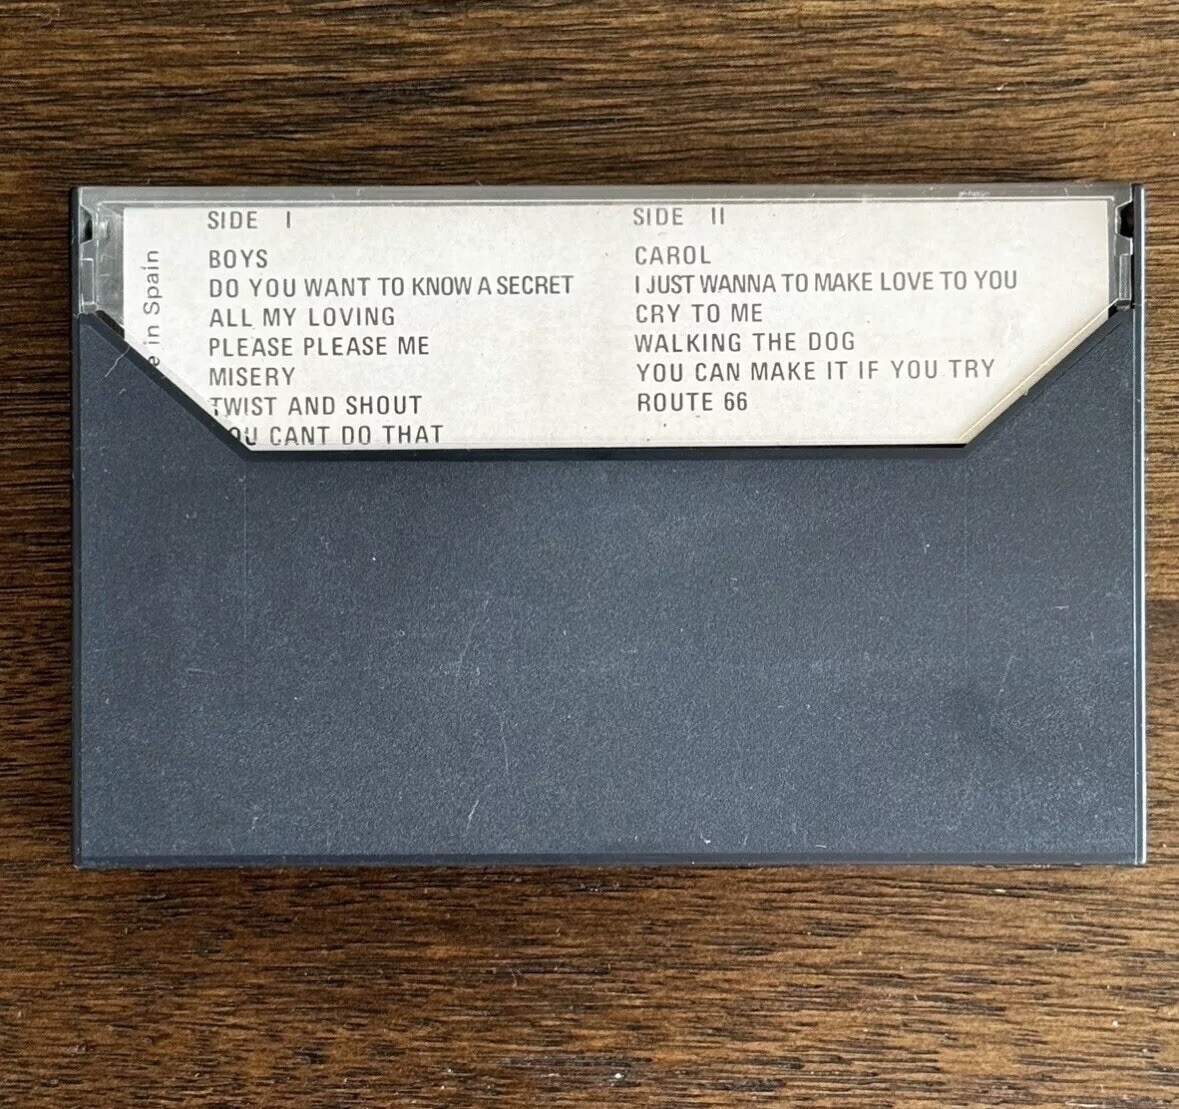 SIDE I
BOYS
DO YOU WANT TO KNOW A SECRET
ALL MY LOVING
PLEASE PLEASE ME
MISERY
TWIST AND SHOUT
CANT DO THAT
SIDE II
CAROL
I JUST WANNA TO MAKE LOVE TO YOU
CRY TO ME
WALKING THE DOG
YOU CAN MAKE IT IF YOU TRY
ROUTE 66
in Spain